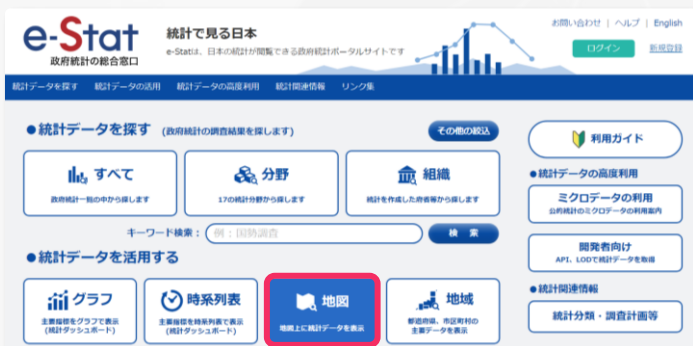 e-Stat
政府統計の総合窓口
統計で見る日本
e-Statは、日本の統計が閲覧できる政府統計ポータルサイトです
お問い合わせ | ヘルプ | English
ログイン
新規登録
統計データを探す 統計データの活用 統計データの高度利用 統計関連情報 リンク集
●統計データを探す (政府統計の調査結果を探します)
その他の絞込
すべて
政府統計一覧の中から探します
分野
17の統計分野から探します
組織
統計を作成した府省等から探します
キーワード検索:
例:国勢調査
検 索
●統計データを活用する
グラフ
主要指標をグラフで表示
(統計ダッシュボード)
時系列表
主要指標を時系列表で表示
(統計ダッシュボード)
地図
地図上に統計データを表示
地域
都道府県、市区町村の
主要データを表示
利用ガイド
●統計データの高度利用
ミクロデータの利用
公的統計のミクロデータの利用案内
開発者向け
API、LODで統計データを取得
●統計関連情報
統計分類・調査計画等